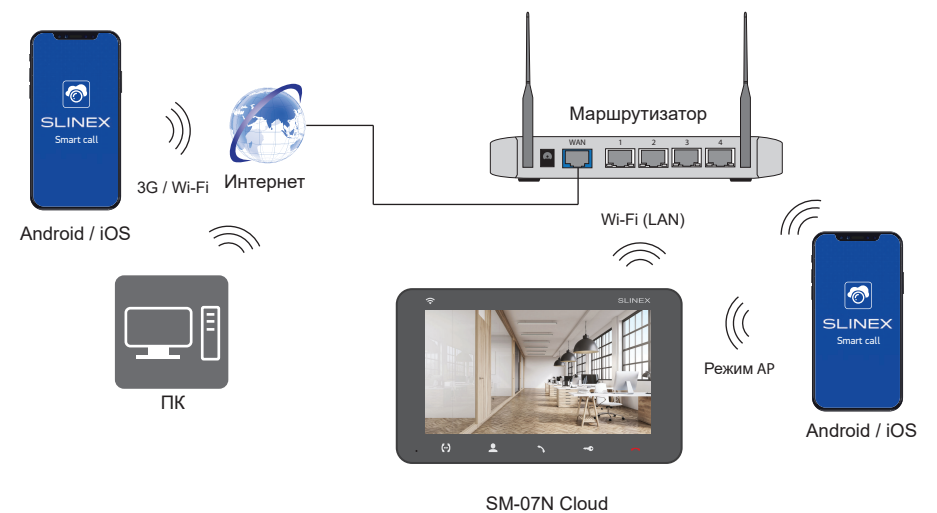 SLINEX
Smart call
Android / iOS
3G / Wi-Fi
Интернет
Маршрутизатор
WAN 1 2 3 4
Wi-Fi (LAN)
ПК
SLINEX
SM-07N Cloud
Режим AP
SLINEX
Smart call
Android / iOS